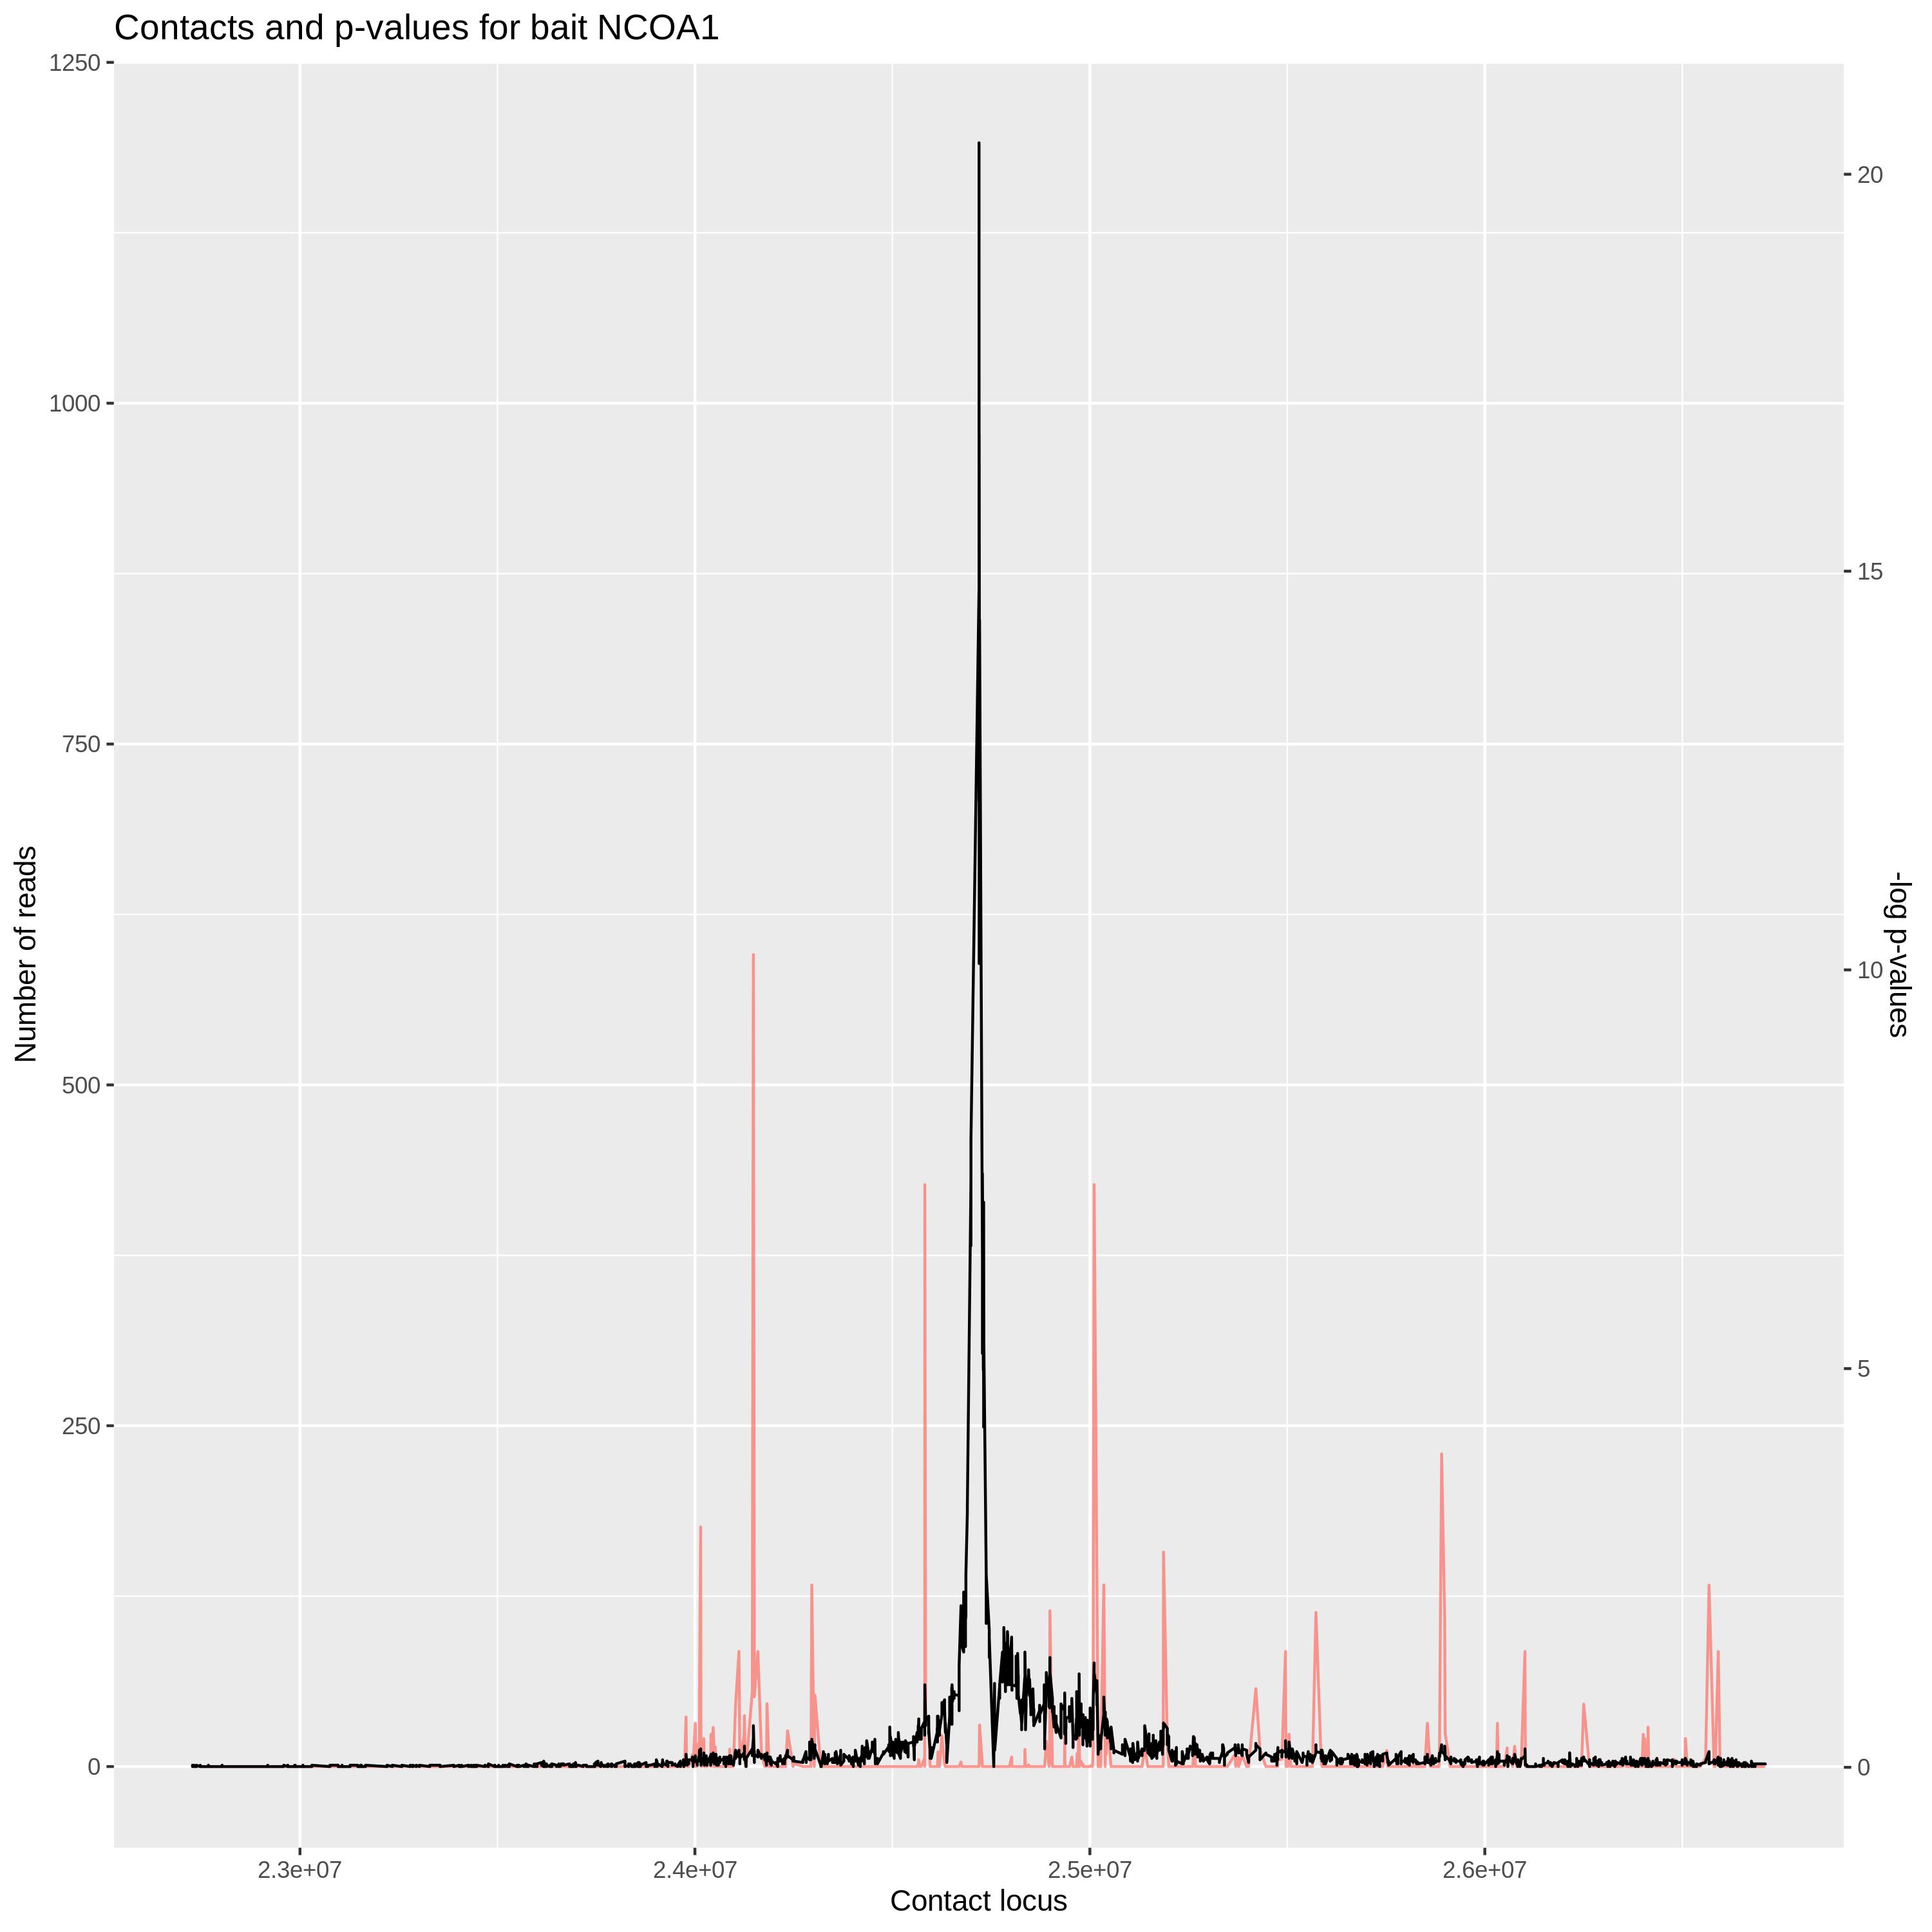 Contacts and p-values for bait NCOA1
1250
1000
750
500
250
0
Number of reads
20
15
10
5
0
-log p-values
2.3e+07
2.4e+07
2.5e+07
2.6e+07
Contact locus